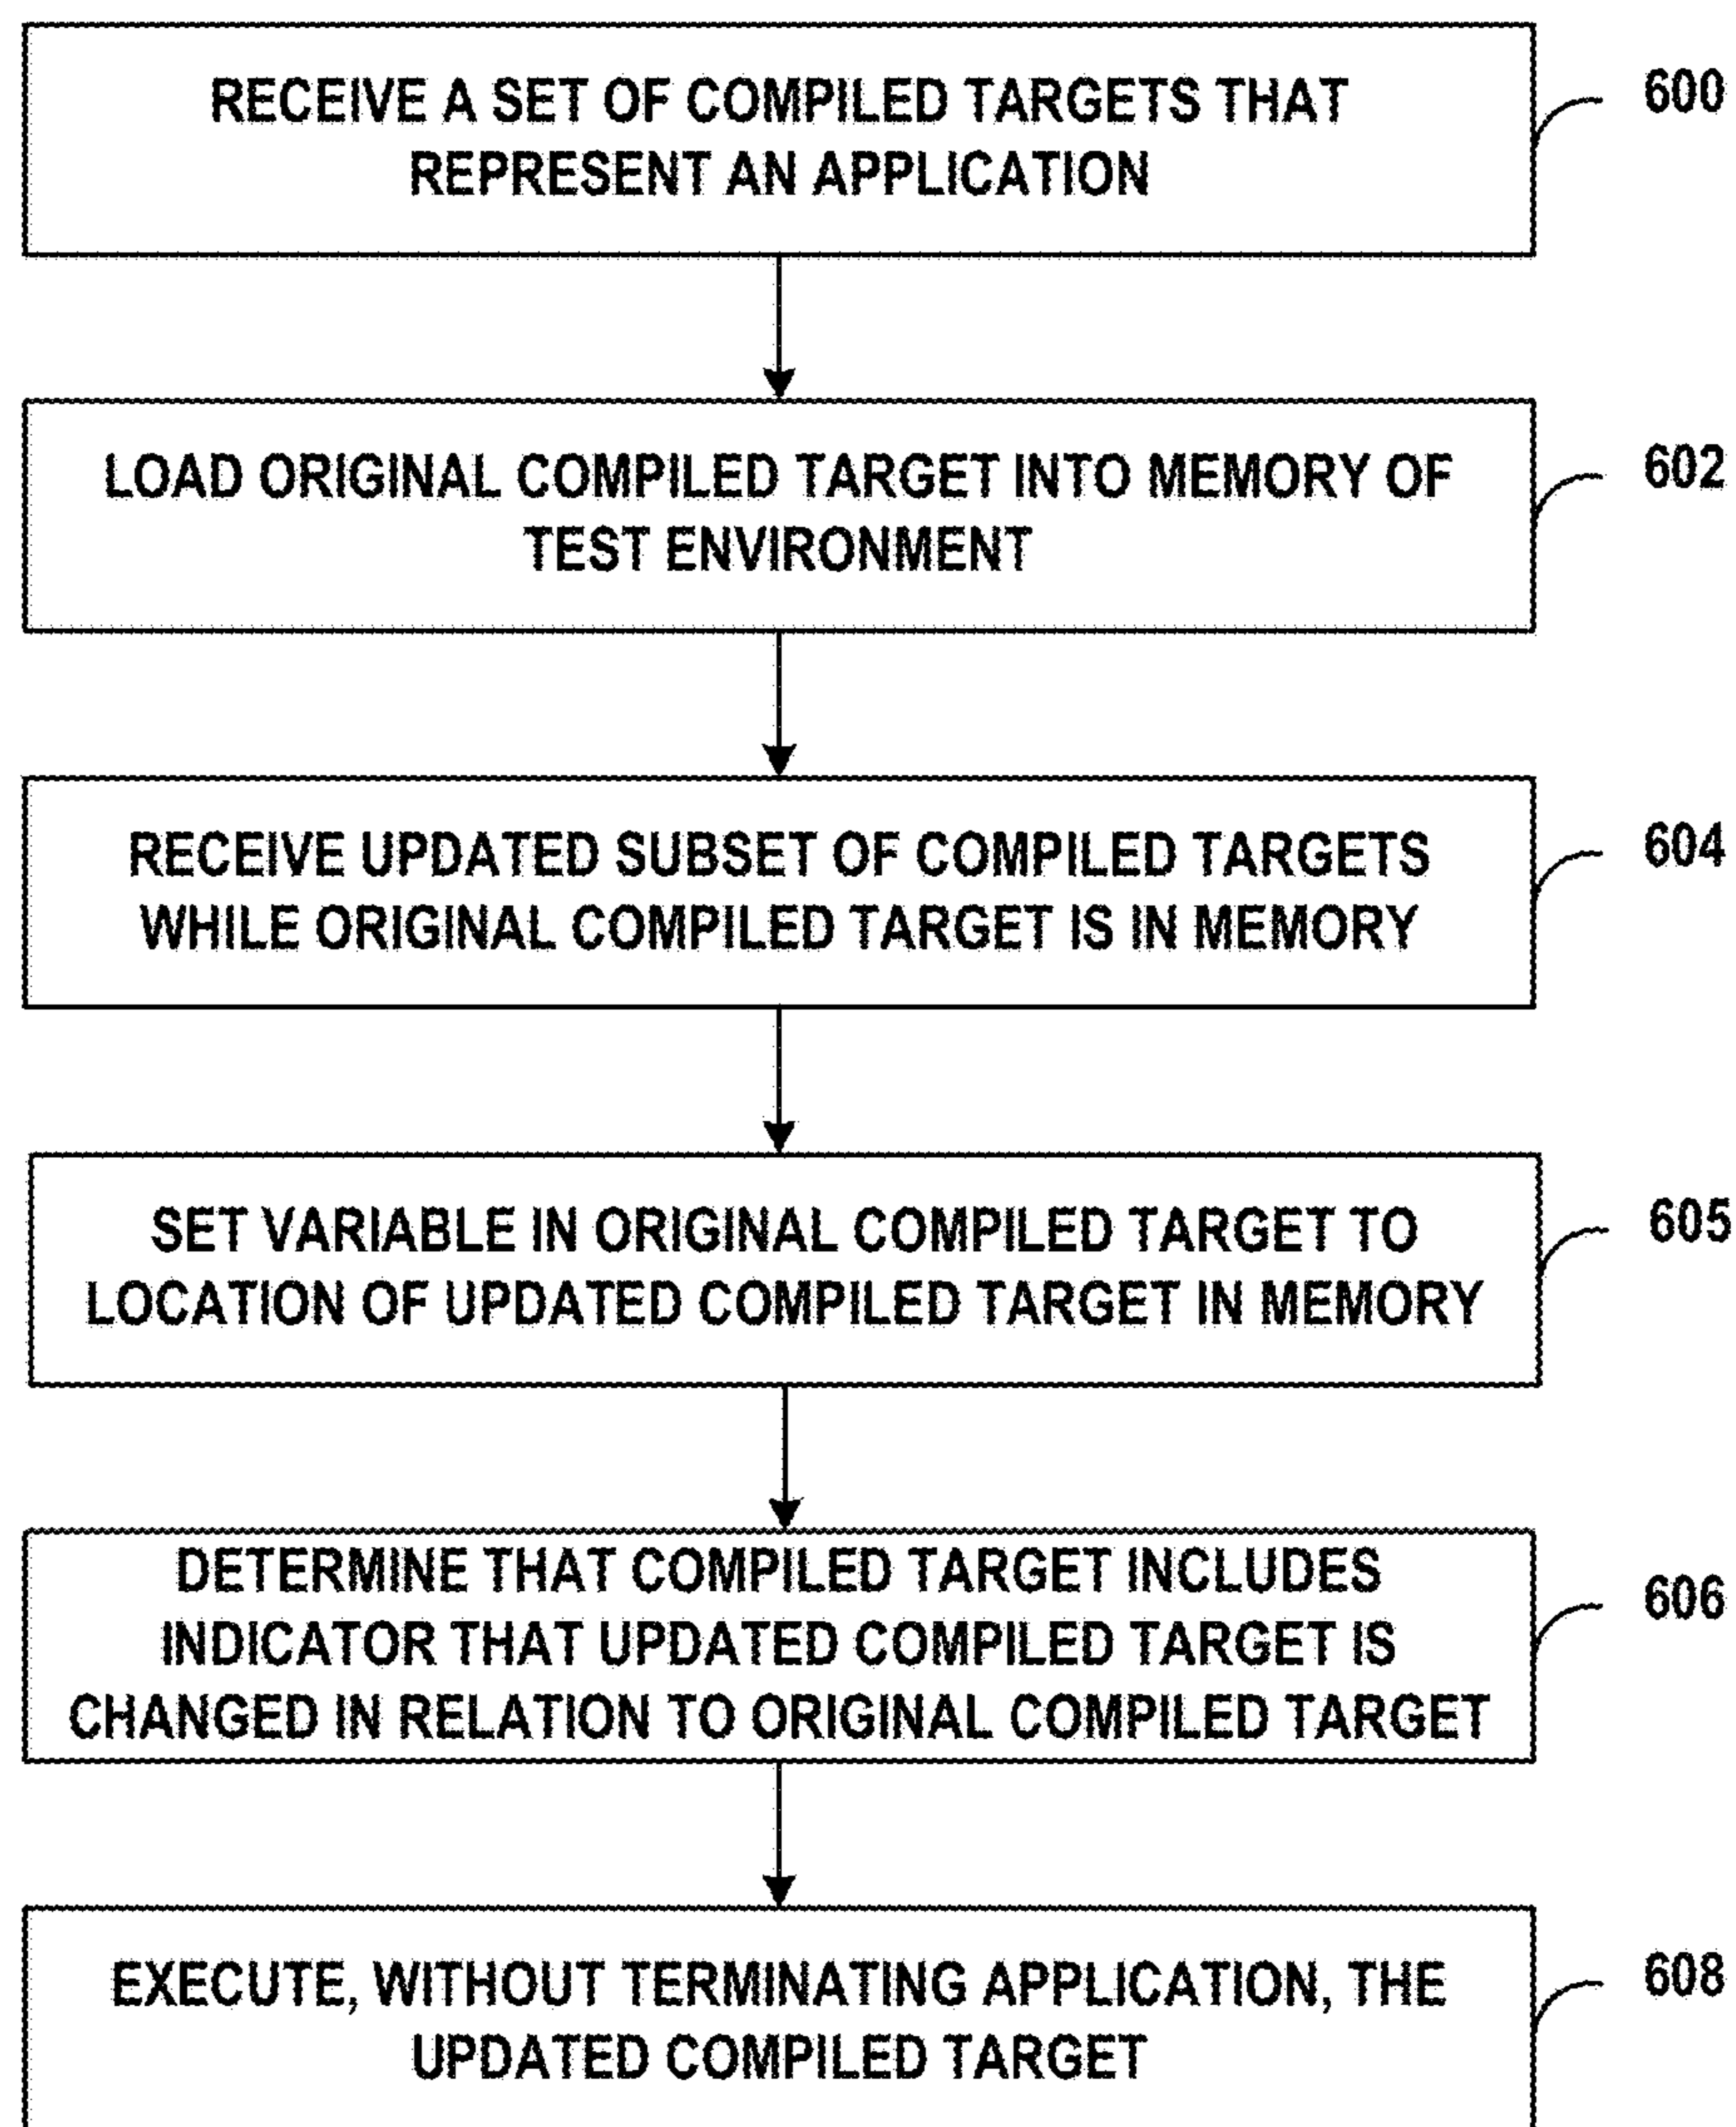 RECEIVE A SET OF COMPILED TARGETS THAT
REPRESENT AN APPLICATION
600
LOAD ORIGINAL COMPILED TARGET INTO MEMORY OF
TEST ENVIRONMENT
602
RECEIVE UPDATED SUBSET OF COMPILED TARGETS
WHILE ORIGINAL COMPILED TARGET IS IN MEMORY
604
SET VARIABLE IN ORIGINAL COMPILED TARGET TO
LOCATION OF UPDATED COMPILED TARGET IN MEMORY
605
DETERMINE THAT COMPILED TARGET INCLUDES
INDICATOR THAT UPDATED COMPILED TARGET IS
CHANGED IN RELATION TO ORIGINAL COMPILED TARGET
606
EXECUTE, WITHOUT TERMINATING APPLICATION, THE
UPDATED COMPILED TARGET
608